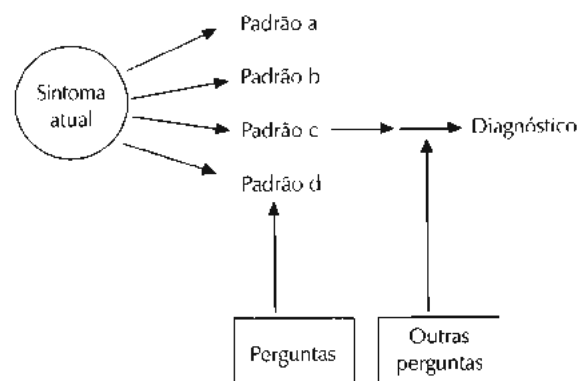 Padrão a
Padrão b
Sintoma
atual
Padrão c
Diagnóstico
Padrão d
Perguntas
Outras
perguntas